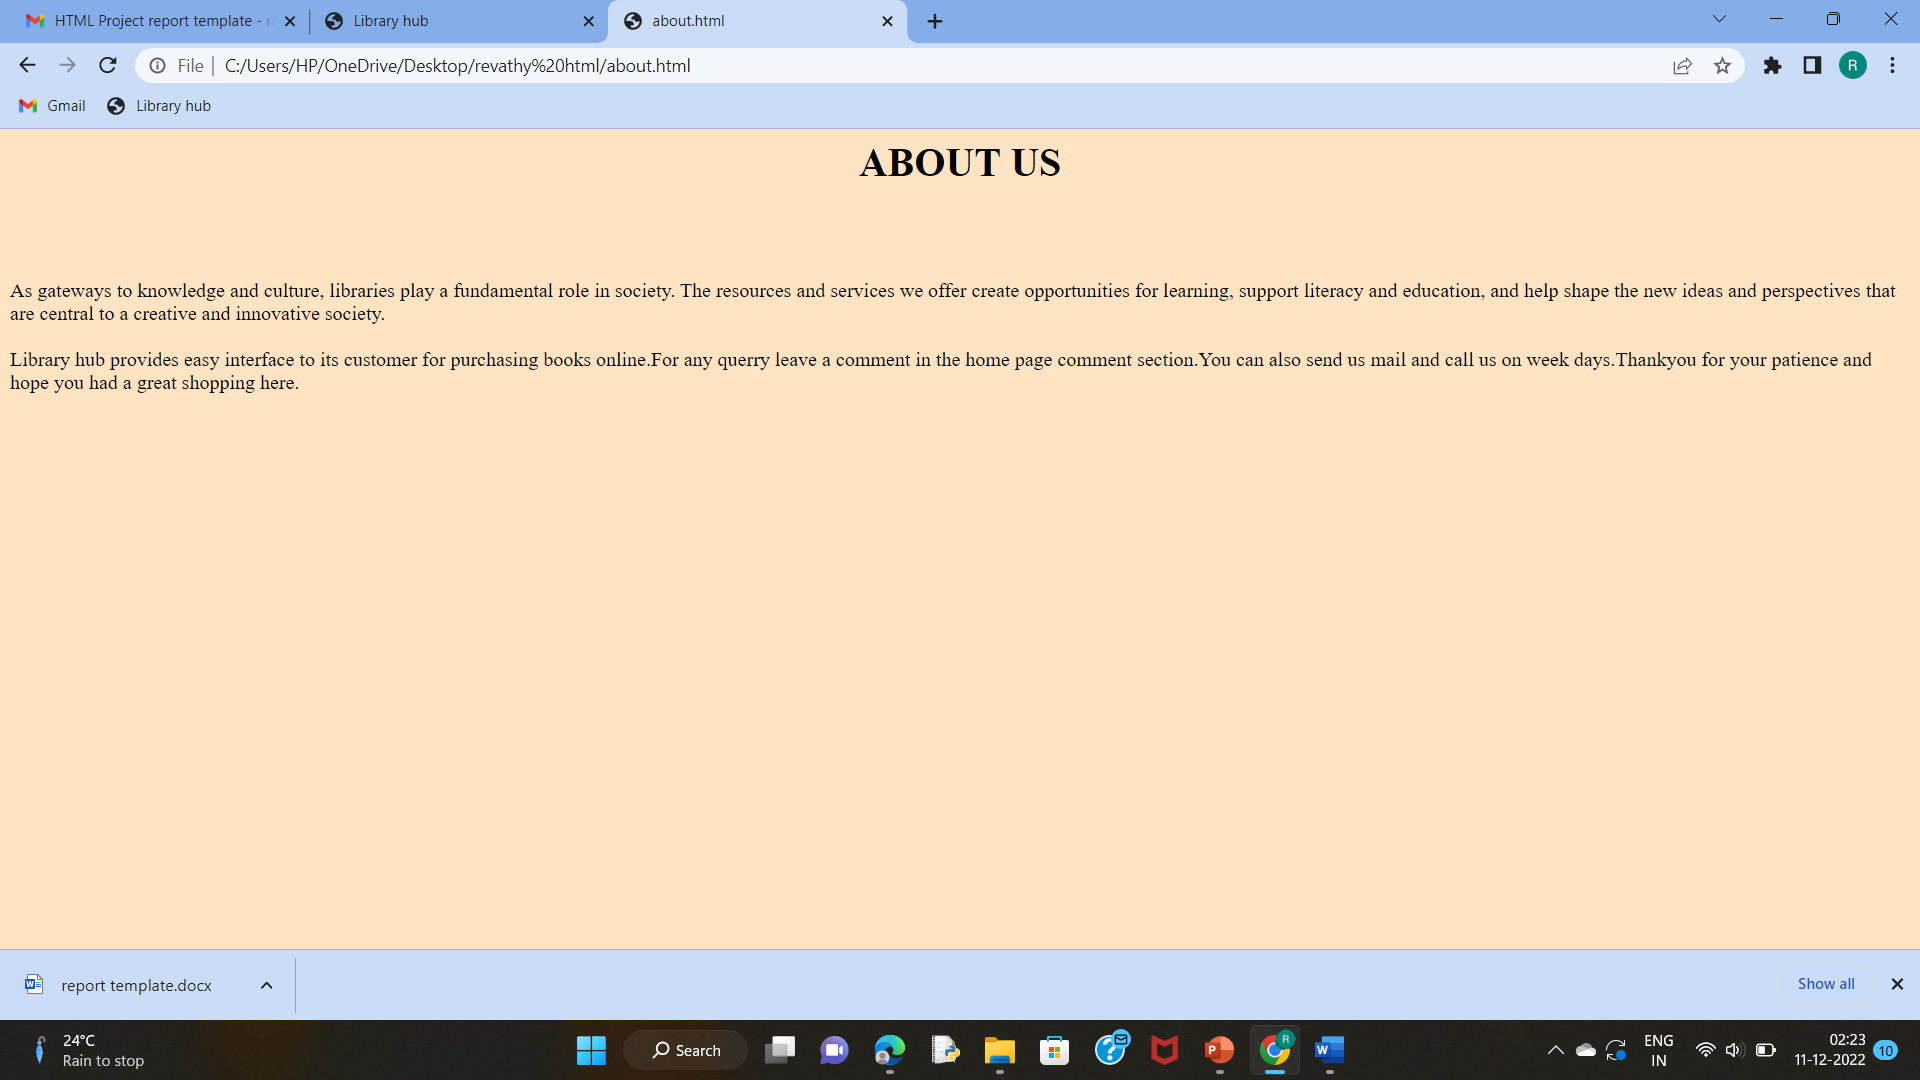 HTML Project report template -
Library hub
about.html
File
C:/Users/HP/OneDrive/Desktop/revathy%20html/about.html
R
Gmail
Library hub
ABOUT US
As gateways to knowledge and culture, libraries play a fundamental role in society. The resources and services we offer create opportunities for learning, support literacy and education, and help shape the new ideas and perspectives that
are central to a creative and innovative society.
Library hub provides easy interface to its customer for purchasing books online.For any querry leave a comment in the home page comment section.You can also send us mail and call us on week days.Thankyou for your patience and
hope you had a great shopping here.
report template.docx
Show all
24°C
Rain to stop
Search
ENG
IN
02:23
11-12-2022
10